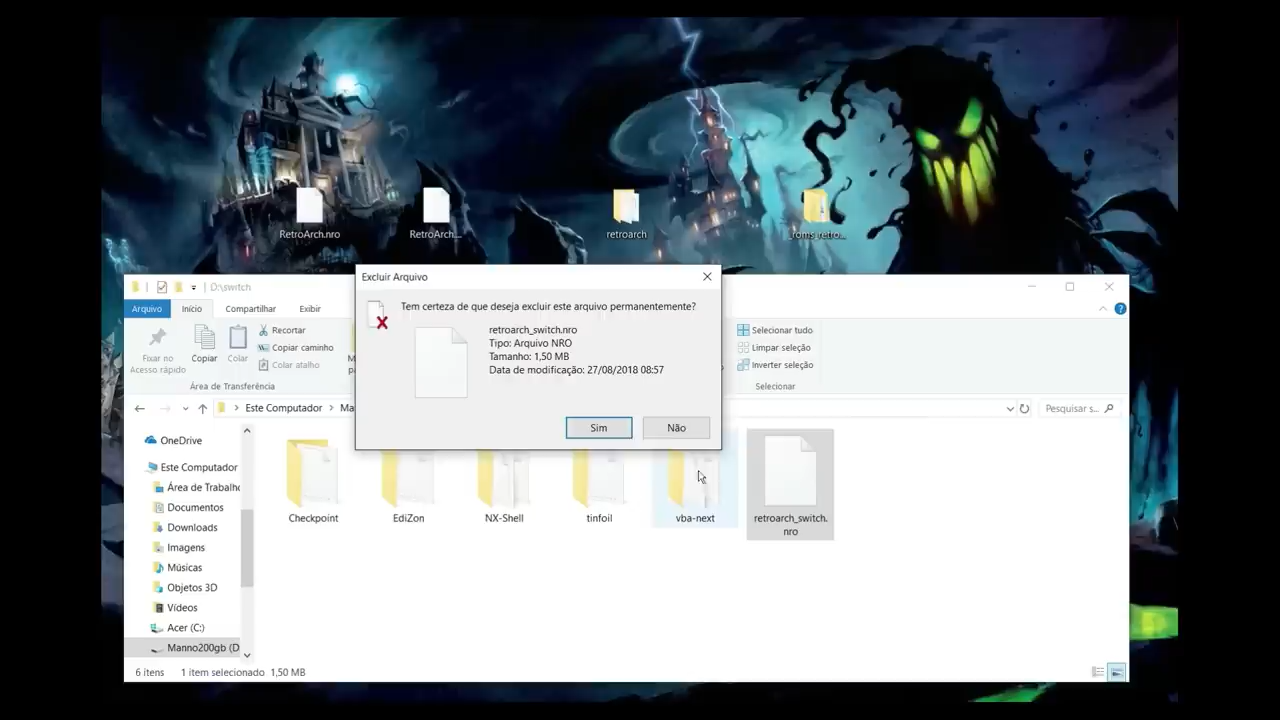 RetroArch.nro
RetroArch...
retroarch
roms retro...
Excluir Arquivo
Tem certeza de que deseja excluir este arquivo permanentemente?
retroarch_switch.nro
Tipo: Arquivo NRO
Tamanho: 1,50 MB
Data de modificação: 27/08/2018 08:57
Sim
Não
D:\switch
Arquivo
Início
Compartilhar
Exibir
Fixar no
Acesso rápido
Copiar
Colar
Recortar
Copiar caminho
Colar atalho
Área de Transferência
Selecionar tudo
Limpar seleção
Inverter seleção
Selecionar
Este Computador
Ma
Pesquisar s...
OneDrive
Este Computador
Área de Trabalho
Documentos
Downloads
Imagens
Músicas
Objetos 3D
Vídeos
Acer (C:)
Manno200gb (D
Checkpoint
EdiZon
NX-Shell
tinfoil
vba-next
retroarch_switch.
nro
6 itens
1 item selecionado 1,50 MB